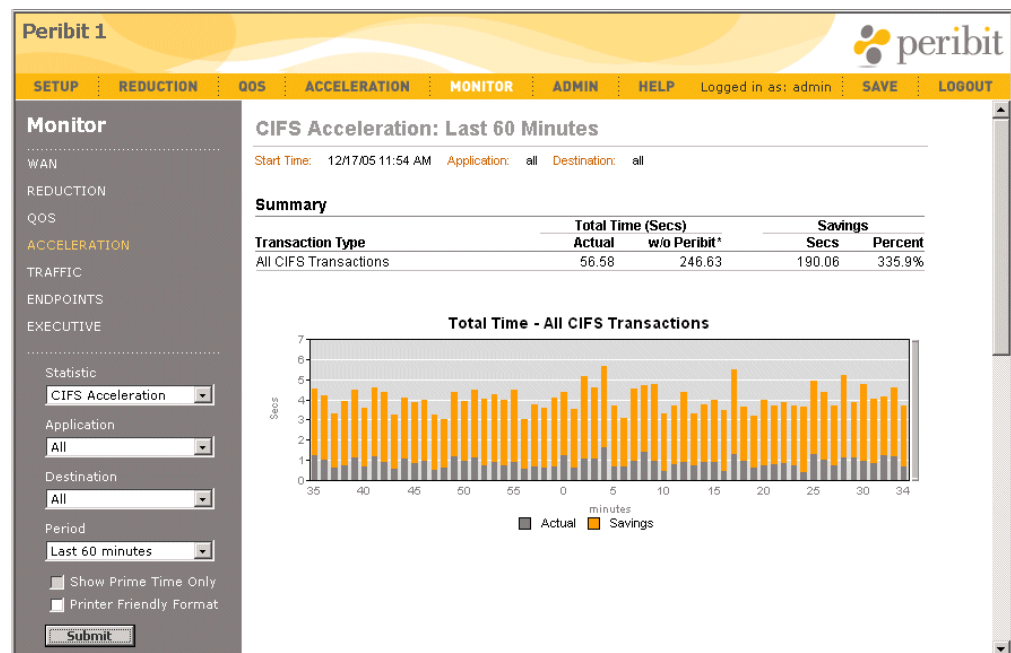 Peribit 1
peribit
SETUP REDUCTION QOS ACCELERATION MONITOR ADMIN HELP Logged in as: admin SAVE LOGOUT
Monitor
WAN
REDUCTION
QOS
ACCELERATION
TRAFFIC
ENDPOINTS
EXECUTIVE
Statistic
CIFS Acceleration
Application
All
Destination
All
Period
Last 60 minutes
Show Prime Time Only
Printer Friendly Format
Submit
CIFS Acceleration: Last 60 Minutes
Start Time: 12/17/05 11:54 AM Application: all Destination: all
Summary
Total Time (Secs) Savings
Transaction Type Actual w/o Peribit* Secs Percent
All CIFS Transactions 56.58 246.63 190.06 335.9%
Total Time - All CIFS Transactions
7
6
5
4
3
2
1
0
Secs
35 40 45 50 55 0 5 10 15 20 25 30 34
minutes
Actual Savings